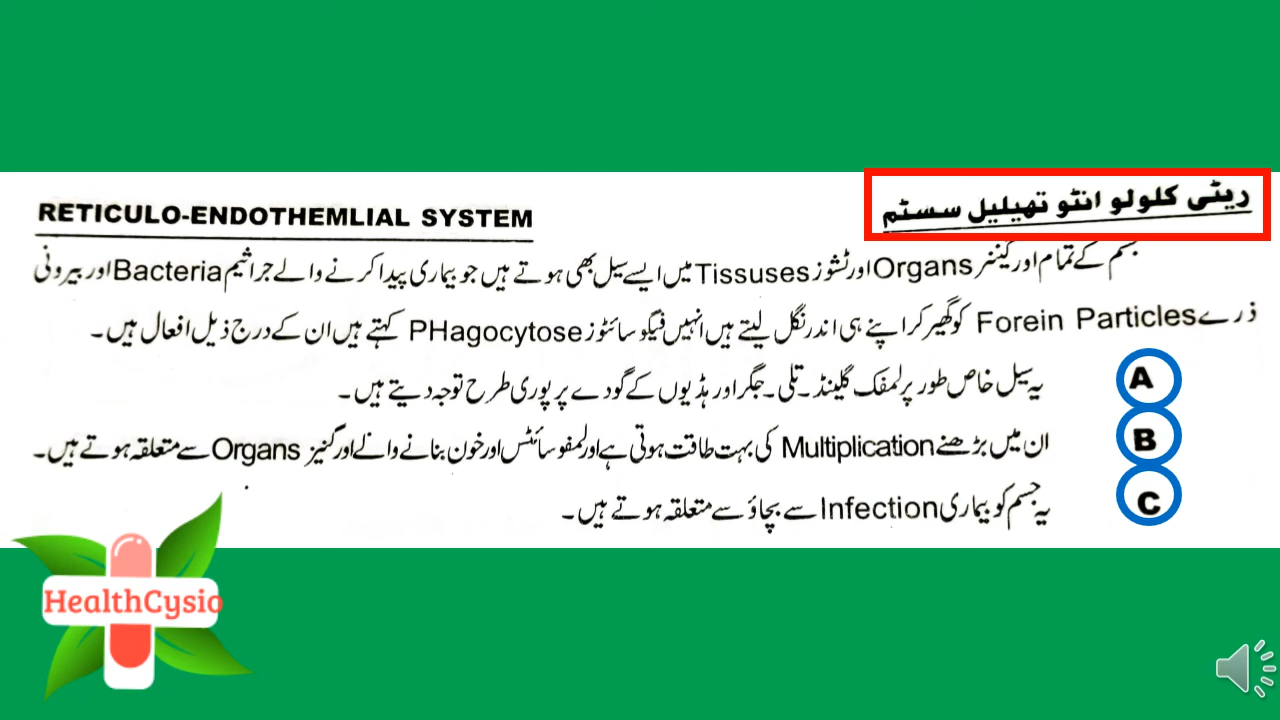 ریٹی کلولو انٹو تھیلیل سسٹم
RETICULO-ENDOTHEMLIAL SYSTEM
جسم کے تمام اور گینز Organs اور ٹشوز Tissuses میں ایسے سیل بھی ہوتے ہیں جو بیماری پیدا کرنے والے جراثیم Bacteria اور بیرونی
ذرے Forein Particles کو گھیر کر اپنے ہی اندر نگل لیتے ہیں انہیں فیگو سائٹوز PHagocytose کہتے ہیں ان کے درج ذیل افعال ہیں۔
A یہ سیل خاص طور پر لمفک گلینڈ۔ تلی۔ جگر اور ہڈیوں کے گودے پر پوری طرح توجہ دیتے ہیں۔
B ان میں بڑھنے Multiplication کی بہت طاقت ہوتی ہے اور لمفو سائٹس اور خون بنانے والے اور گنیز Organs سے متعلقہ ہوتے ہیں۔
C یہ جسم کو بیماری Infection سے بچاؤ سے متعلقہ ہوتے ہیں۔
HealthCysio